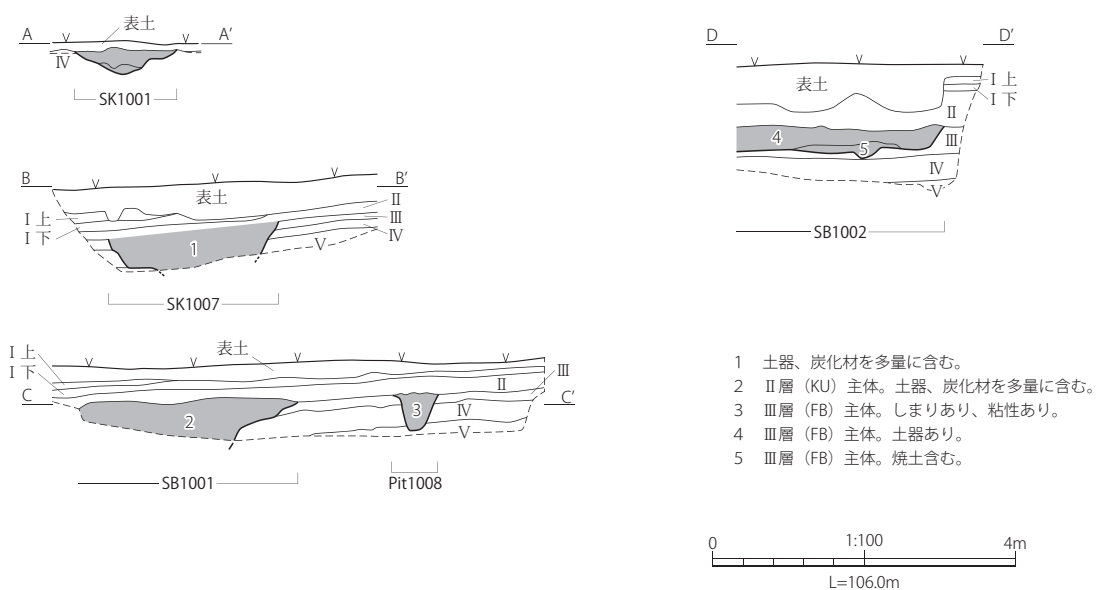 A 表土 A′
Ⅳ
SK1001
B B′
表土
Ⅰ上
Ⅰ下
Ⅱ
Ⅲ
Ⅳ
Ⅴ
1
SK1007
Ⅰ上
Ⅰ下
表土
C C′
Ⅱ
Ⅲ
Ⅳ
Ⅴ
2
3
SB1001
Pit1008
D D′
表土
Ⅰ上
Ⅰ下
Ⅱ
Ⅲ
Ⅳ
Ⅴ
4
5
SB1002
1 土器、炭化材を多量に含む。
2 Ⅱ層（KU）主体。土器、炭化材を多量に含む。
3 Ⅲ層（FB）主体。しまりあり、粘性あり。
4 Ⅲ層（FB）主体。土器あり。
5 Ⅲ層（FB）主体。焼土含む。
0 1:100 4m
L=106.0m